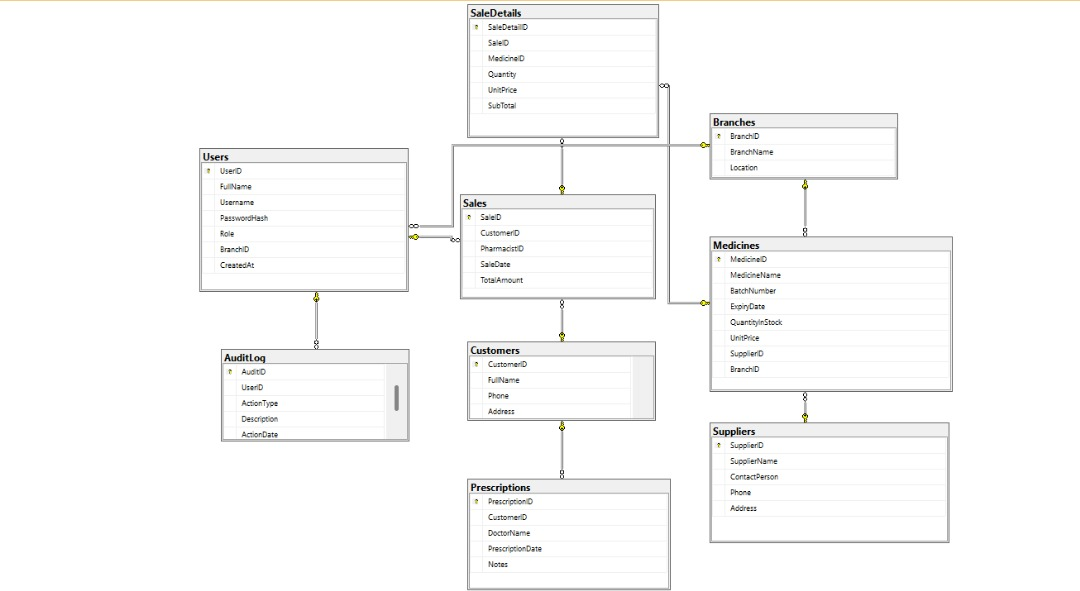 SaleDetails
SaleDetailID
SaleID
MedicineID
Quantity
UnitPrice
SubTotal
Branches
BranchID
BranchName
Location
Users
UserID
FullName
Username
PasswordHash
Role
BranchID
CreatedAt
Sales
SaleID
CustomerID
PharmacistID
SaleDate
TotalAmount
Medicines
MedicineID
MedicineName
BatchNumber
ExpiryDate
QuantityInStock
UnitPrice
SupplierID
BranchID
AuditLog
AuditID
UserID
ActionType
Description
ActionDate
Customers
CustomerID
FullName
Phone
Address
Suppliers
SupplierID
SupplierName
ContactPerson
Phone
Address
Prescriptions
PrescriptionID
CustomerID
DoctorName
PrescriptionDate
Notes